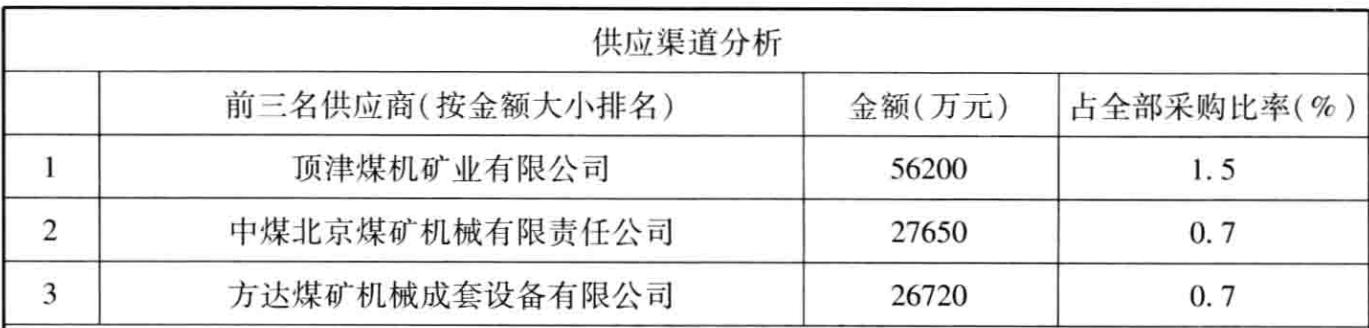 供应渠道分析
前三名供应商(按金额大小排名) 金额(万元) 占全部采购比率(%)
1 顶津煤机矿业有限公司 56200 1.5
2 中煤北京煤矿机械有限责任公司 27650 0.7
3 方达煤矿机械成套设备有限公司 26720 0.7